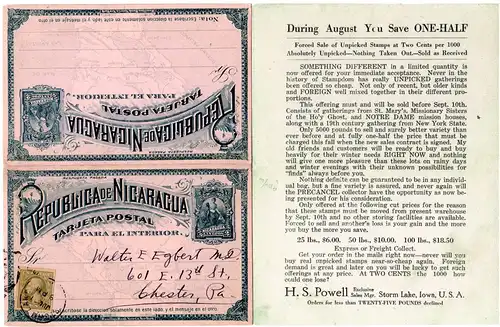 Nota: Escríbase la dirección solamente en este lado, y el mensaje al dorso.
Sr.
PARA EL INTERIOR.
TARJETA POSTAL
REPUBLICA DE NICARAGUA
REPUBLICA DE NICARAGUA.
TARJETA POSTAL
PARA EL INTERIOR.
Walter E Egbert M.d
601 E. 13th St.
Chester, Pa
During August You Save ONE-HALF
Forced Sale of Unpicked Stamps at Two Cents per 1000
Absolutely Unpicked—Nothing Taken Out—Sold as Received
SOMETHING DIFFERENT in a limited quantity is
now offered for your immediate acceptance. Never in the
history of Stampdom has really UNPICKED gatherings
been offered so cheap. Not only of recent, but older kinds
and FOREIGN well mixed together in their different pro-
portions.
This offering must and will be sold before Sept. 10th.
Consists of gatherings from St. Mary's, Missionary Sisters
of the Holy Ghost, and NOTRE DAME mission houses,
along with a 19th century gathering from New York State.
Only 5000 pounds to sell and surely better variety than
ever before and at fully one-half the price that must be
charged this fall when the new sales contract is signed. My
old friends and customers will be ready to buy and buy
heavily for their winter needs RIGHT NOW and nothing
will give one more pleasure than these lots on rainy days
and winter evenings with their unknown possibilities for
"finds" always before you.
Nothing definite can be guaranteed to be in any individ-
ual bag, but a fine variety is assured, and never again will
the PRECANCEL collector have the opportunity as now be-
ing presented for his consideration.
Only offered at the following cut prices for the reason
that these stamps must be moved from present warehouse
by Sept. 10th and no other storing facilities are available.
Forced to sell and another's loss is your gain and the more
you buy the more you save.
25 lbs., $6.00. 50 lbs., $10.00. 100 lbs., $18.50
Express or Freight Collect.
Get your order in the mails right now—never will you
buy real unpicked stamps near-so-cheap again. Foreign
demand is great and later on will you be lucky to get such
offerings at any price. At TWO CENTS the 1000 how
could one lose?
H. S. Powell Exclusive Sales Mgr. Storm Lake, Iowa, U. S. A.
Orders for less than TWENTY-FIVE POUNDS declined